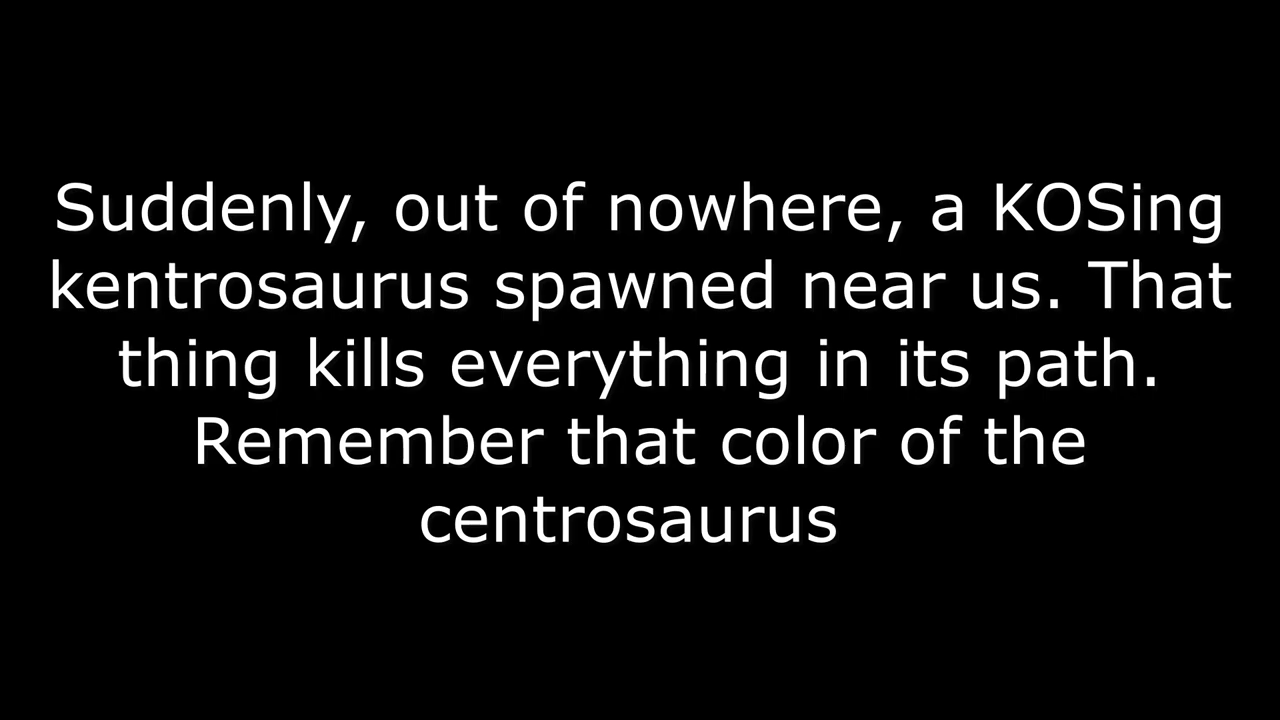 Suddenly, out of nowhere, a KOSing
kentrosaurus spawned near us. That
thing kills everything in its path.
Remember that color of the
centrosaurus